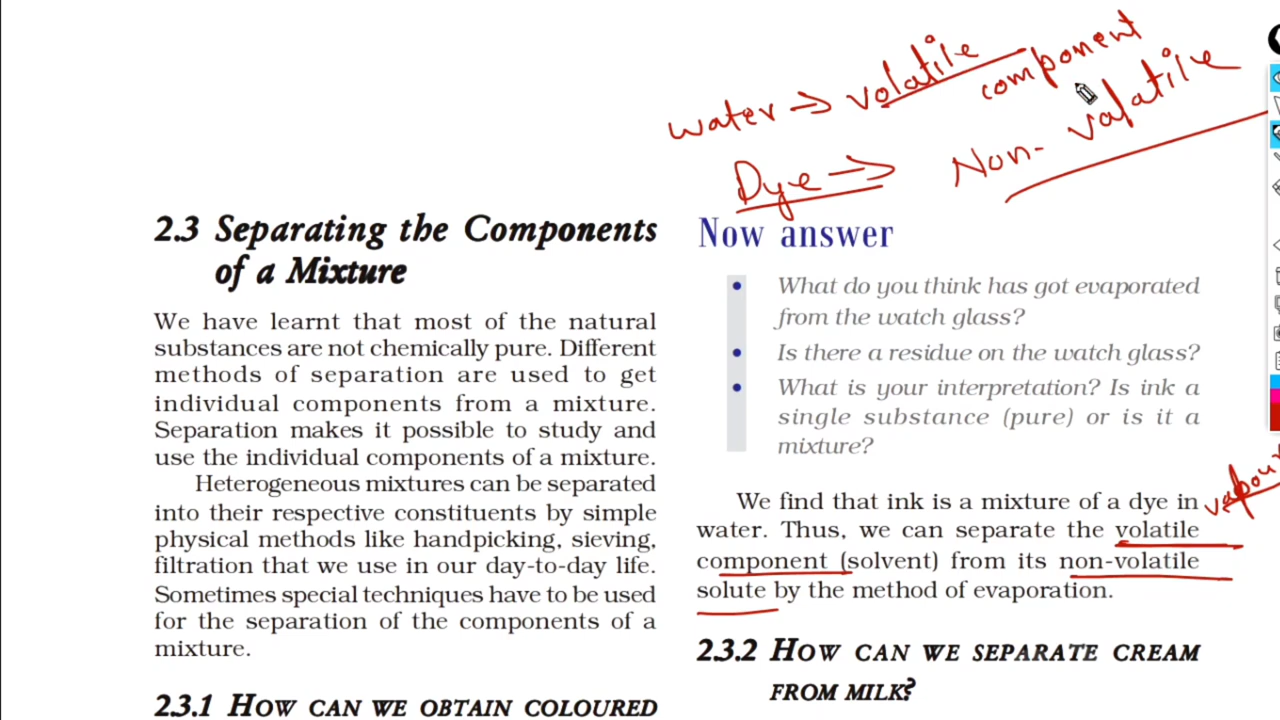 water → volatile component
Dye → Non-volatile
2.3 Separating the Components
of a Mixture
We have learnt that most of the natural
substances are not chemically pure. Different
methods of separation are used to get
individual components from a mixture.
Separation makes it possible to study and
use the individual components of a mixture.
Heterogeneous mixtures can be separated
into their respective constituents by simple
physical methods like handpicking, sieving,
filtration that we use in our day-to-day life.
Sometimes special techniques have to be used
for the separation of the components of a
mixture.
2.3.1 HOW CAN WE OBTAIN COLOURED
Now answer
• What do you think has got evaporated
from the watch glass?
• Is there a residue on the watch glass?
• What is your interpretation? Is ink a
single substance (pure) or is it a
mixture?
We find that ink is a mixture of a dye in
vapour
water. Thus, we can separate the volatile
component (solvent) from its non-volatile
solute by the method of evaporation.
2.3.2 HOW CAN WE SEPARATE CREAM
FROM MILK?